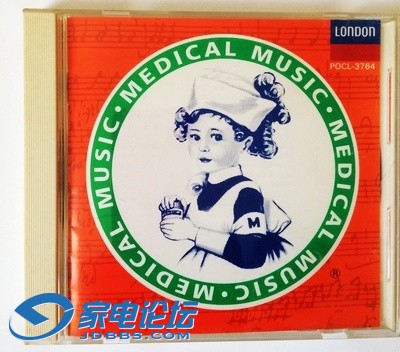 LONDON
POCL-3764
MEDICAL MUSIC · MEDICAL MUSIC · MEDICAL MUSIC ·
M
®
家电论坛
JDBBS.COM